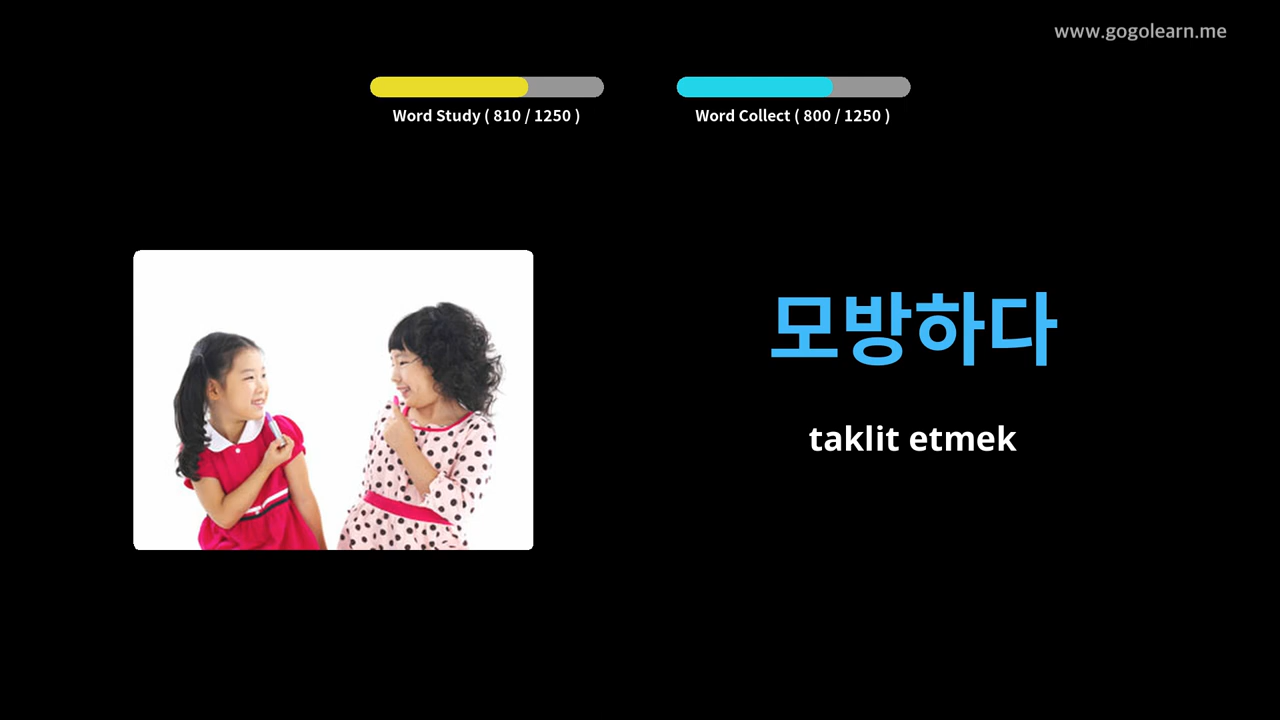 www.gogolearn.me
Word Study ( 810 / 1250 )
Word Collect ( 800 / 1250 )
모방하다
taklit etmek